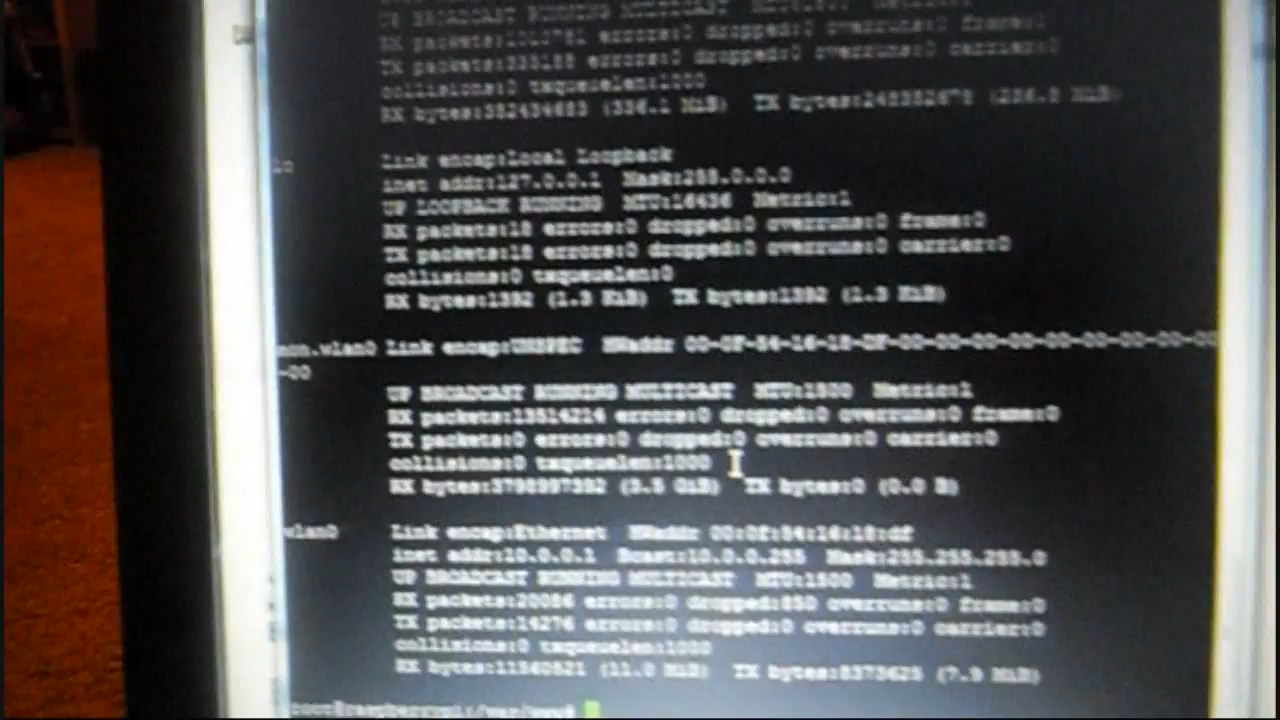 UP BROADCAST RUNNING MULTICAST
RX packets:1010781 errors:0 dropped:0 overruns:0 frame:0
TX packets:335188 errors:0 dropped:0 overruns:0 carrier:0
collisions:0 txqueuelen:1000
RX bytes: (336.1 MiB) TX bytes: (236.8 MiB)
lo Link encap:Local Loopback
inet addr:127.0.0.1 Mask:255.0.0.0
UP LOOPBACK RUNNING MTU:16436 Metric:1
RX packets:18 errors:0 dropped:0 overruns:0 frame:0
TX packets:18 errors:0 dropped:0 overruns:0 carrier:0
collisions:0 txqueuelen:0
RX bytes:1392 (1.3 KiB) TX bytes:1392 (1.3 KiB)
mon.wlan0 Link encap:UNSPEC HWaddr 00-0F-54-16-18-DF-00-00-00-00-00-00-00-00-00
-00
UP BROADCAST RUNNING MULTICAST MTU:1500 Metric:1
RX packets:13514214 errors:0 dropped:0 overruns:0 frame:0
TX packets:0 errors:0 dropped:0 overruns:0 carrier:0
collisions:0 txqueuelen:1000
RX bytes:3798997392 (3.5 GiB) TX bytes:0 (0.0 B)
wlan0 Link encap:Ethernet HWaddr 00:0f:54:16:18:df
inet addr:10.0.0.1 Bcast:10.0.0.255 Mask:255.255.255.0
UP BROADCAST RUNNING MULTICAST MTU:1500 Metric:1
RX packets:20086 errors:0 dropped:850 overruns:0 frame:0
TX packets:14276 errors:0 dropped:0 overruns:0 carrier:0
collisions:0 txqueuelen:1000
RX bytes:11540521 (11.0 MiB) TX bytes:8373625 (7.9 MiB)
root@raspberrypi:/var/www#